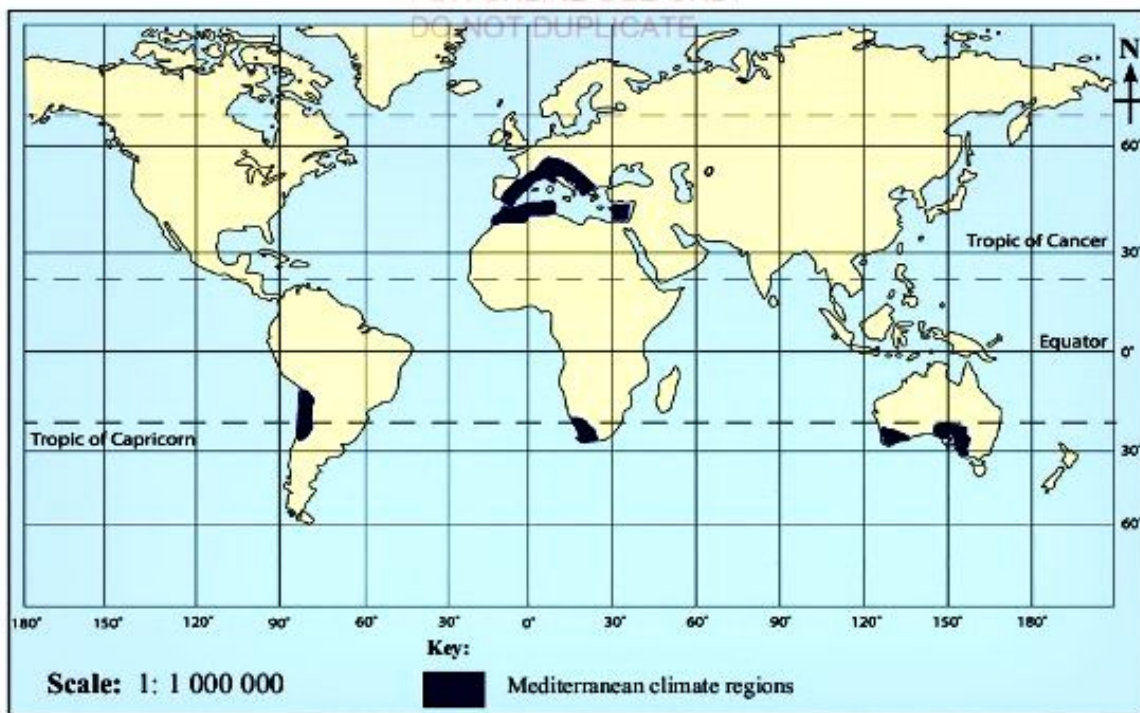 DO NOT DUPLICATE
N
60°
Tropic of Cancer
30°
Equator
0°
Tropic of Capricorn
30°
60°
180° 150° 120° 90° 60° 30° 0° 30° 60° 90° 120° 150° 180°
Key:
Scale: 1: 1 000 000
Mediterranean climate regions